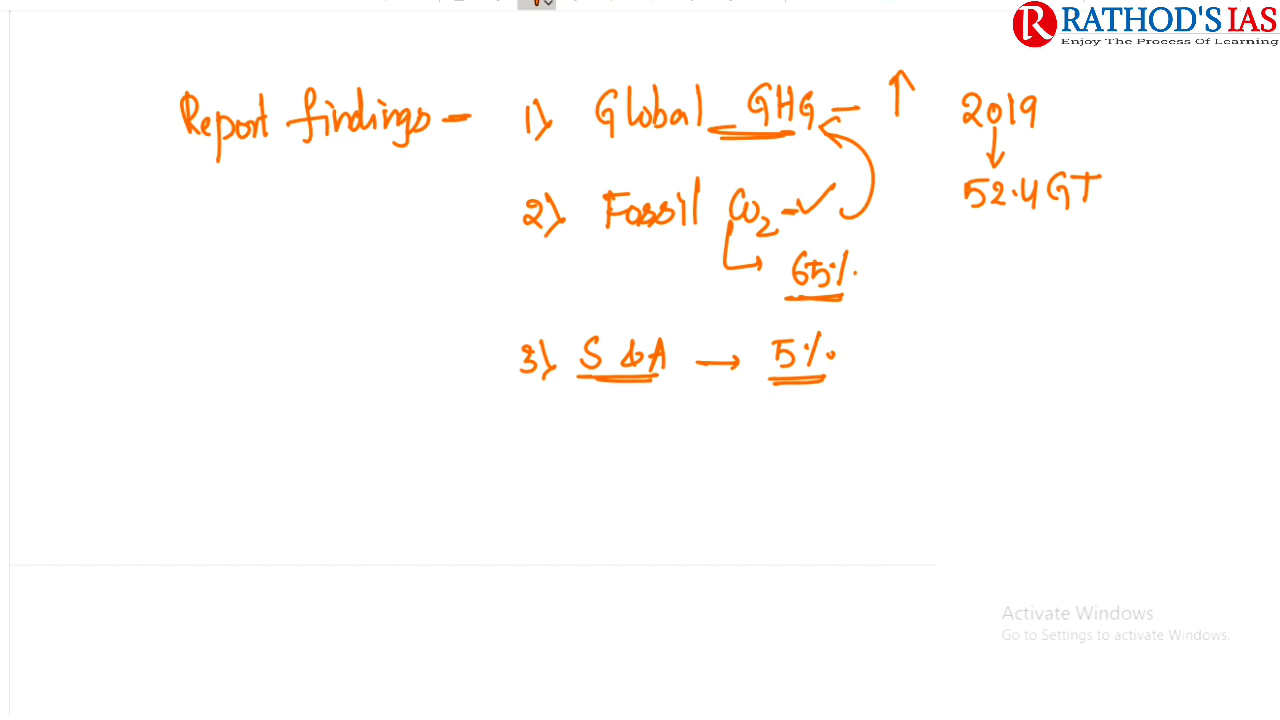 RATHOD'S IAS
Enjoy The Process Of Learning
Report findings - 1) Global GHG - ↑ 2019
↓
52.4 GT
2) Fossil CO2 - ✓
↳ 65%
3) S & A → 5%
Activate Windows
Go to Settings to activate Windows.